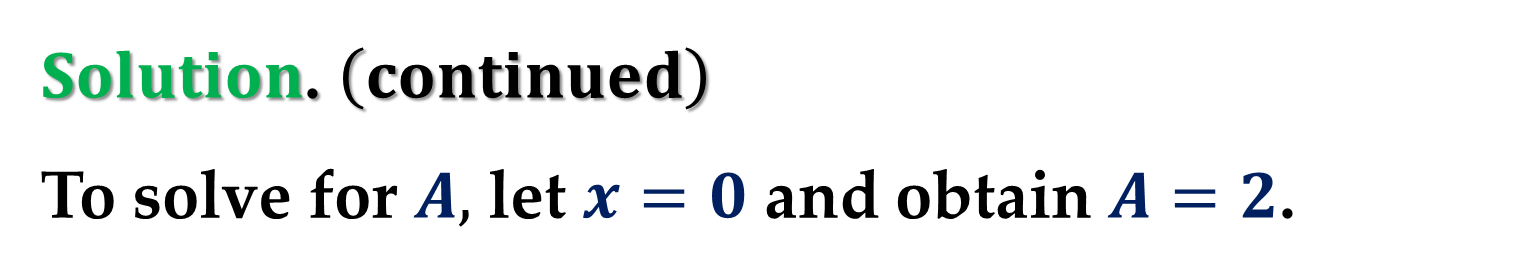 Solution. (continued)
To solve for A, let x = 0 and obtain A = 2.